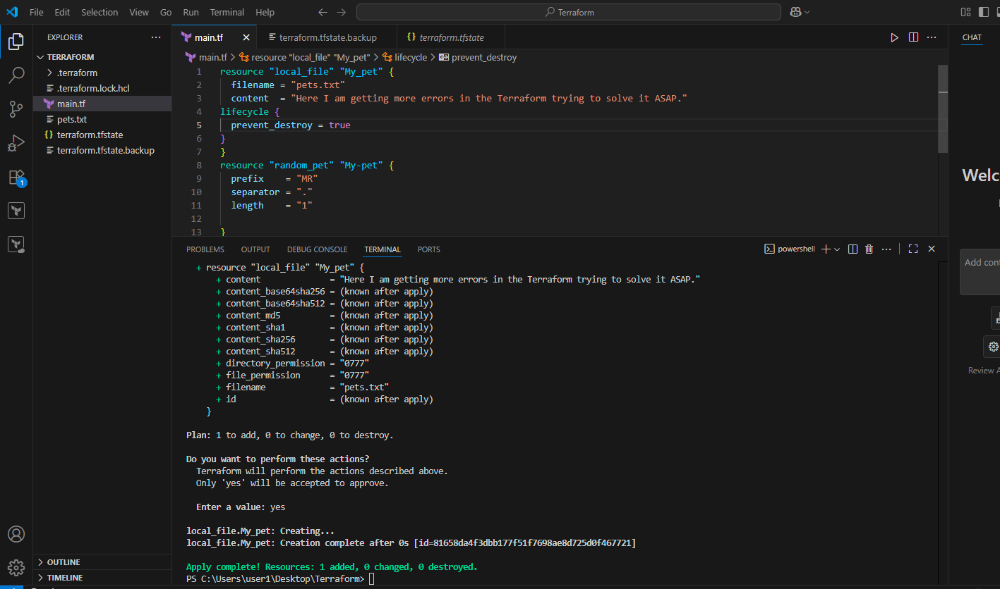 File Edit Selection View Go Run Terminal Help
Terraform
EXPLORER
TERRAFORM
.terraform
.terraform.lock.hcl
main.tf
pets.txt
{} terraform.tfstate
terraform.tfstate.backup
1
OUTLINE
TIMELINE
main.tf
terraform.tfstate.backup
{} terraform.tfstate
main.tf > resource "local_file" "My_pet" > lifecycle > prevent_destroy
1 resource "local_file" "My_pet" {
2 filename = "pets.txt"
3 content  = "Here I am getting more errors in the Terraform trying to solve it ASAP."
4 lifecycle {
5 prevent_destroy = true
6 }
7 }
8 resource "random_pet" "My-pet" {
9 prefix    = "MR"
10 separator = "."
11 length    = "1"
12
13 }
PROBLEMS OUTPUT DEBUG CONSOLE TERMINAL PORTS
powershell
+ resource "local_file" "My_pet" {
+ content              = "Here I am getting more errors in the Terraform trying to solve it ASAP."
+ content_base64sha256 = (known after apply)
+ content_base64sha512 = (known after apply)
+ content_md5          = (known after apply)
+ content_sha1         = (known after apply)
+ content_sha256       = (known after apply)
+ content_sha512       = (known after apply)
+ directory_permission = "0777"
+ file_permission      = "0777"
+ filename             = "pets.txt"
+ id                   = (known after apply)
}
Plan: 1 to add, 0 to change, 0 to destroy.
Do you want to perform these actions?
Terraform will perform the actions described above.
Only 'yes' will be accepted to approve.
Enter a value: yes
local_file.My_pet: Creating...
local_file.My_pet: Creation complete after 0s [id=81658da4f3dbb177f51f7698ae8d725d0f467721]
Apply complete! Resources: 1 added, 0 changed, 0 destroyed.
PS C:\Users\user1\Desktop\Terraform>
CHAT
Welc
Add cont
Review A